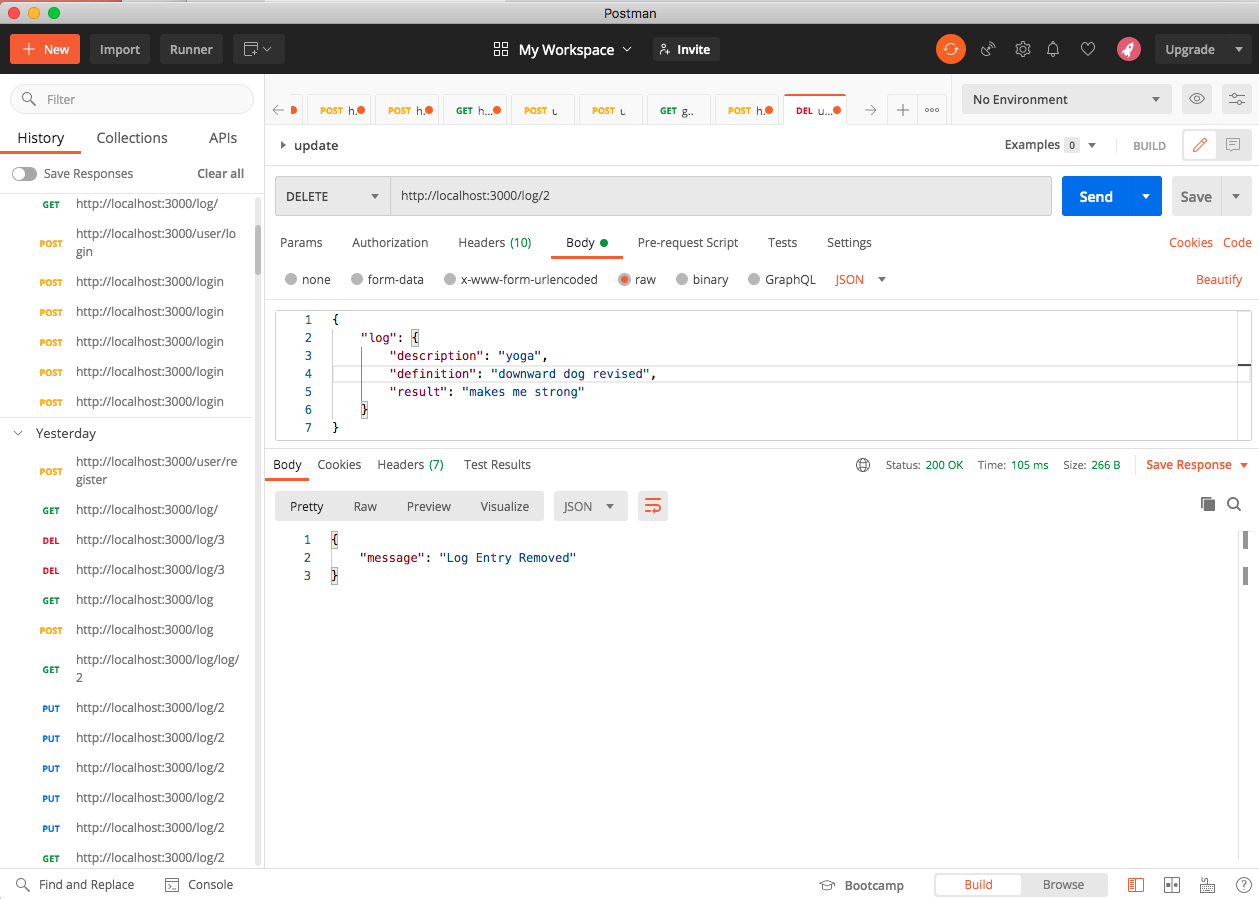 Postman
New
Import
Runner
My Workspace
Invite
Upgrade
Filter
History
Collections
APIs
Save Responses
Clear all
GET http://localhost:3000/log/
POST http://localhost:3000/user/lo
gin
POST http://localhost:3000/login
POST http://localhost:3000/login
POST http://localhost:3000/login
POST http://localhost:3000/login
POST http://localhost:3000/login
Yesterday
POST http://localhost:3000/user/re
gister
GET http://localhost:3000/log/
DEL http://localhost:3000/log/3
DEL http://localhost:3000/log/3
GET http://localhost:3000/log
POST http://localhost:3000/log
GET http://localhost:3000/log/log/
2
PUT http://localhost:3000/log/2
PUT http://localhost:3000/log/2
PUT http://localhost:3000/log/2
PUT http://localhost:3000/log/2
PUT http://localhost:3000/log/2
GET http://localhost:3000/log/2
POST h.
POST h.
GET h...
POST u
POST u
GET g..
POST h.
DEL u...
No Environment
update
Examples 0
BUILD
DELETE
http://localhost:3000/log/2
Send
Save
Params
Authorization
Headers (10)
Body
Pre-request Script
Tests
Settings
Cookies
Code
none
form-data
x-www-form-urlencoded
raw
binary
GraphQL
JSON
Beautify
1 {
2 "log": {
3 "description": "yoga",
4 "definition": "downward dog revised",
5 "result": "makes me strong"
6 }
7 }
Body
Cookies
Headers (7)
Test Results
Status: 200 OK
Time: 105 ms
Size: 266 B
Save Response
Pretty
Raw
Preview
Visualize
JSON
1 {
2 "message": "Log Entry Removed"
3 }
Find and Replace
Console
Bootcamp
Build
Browse